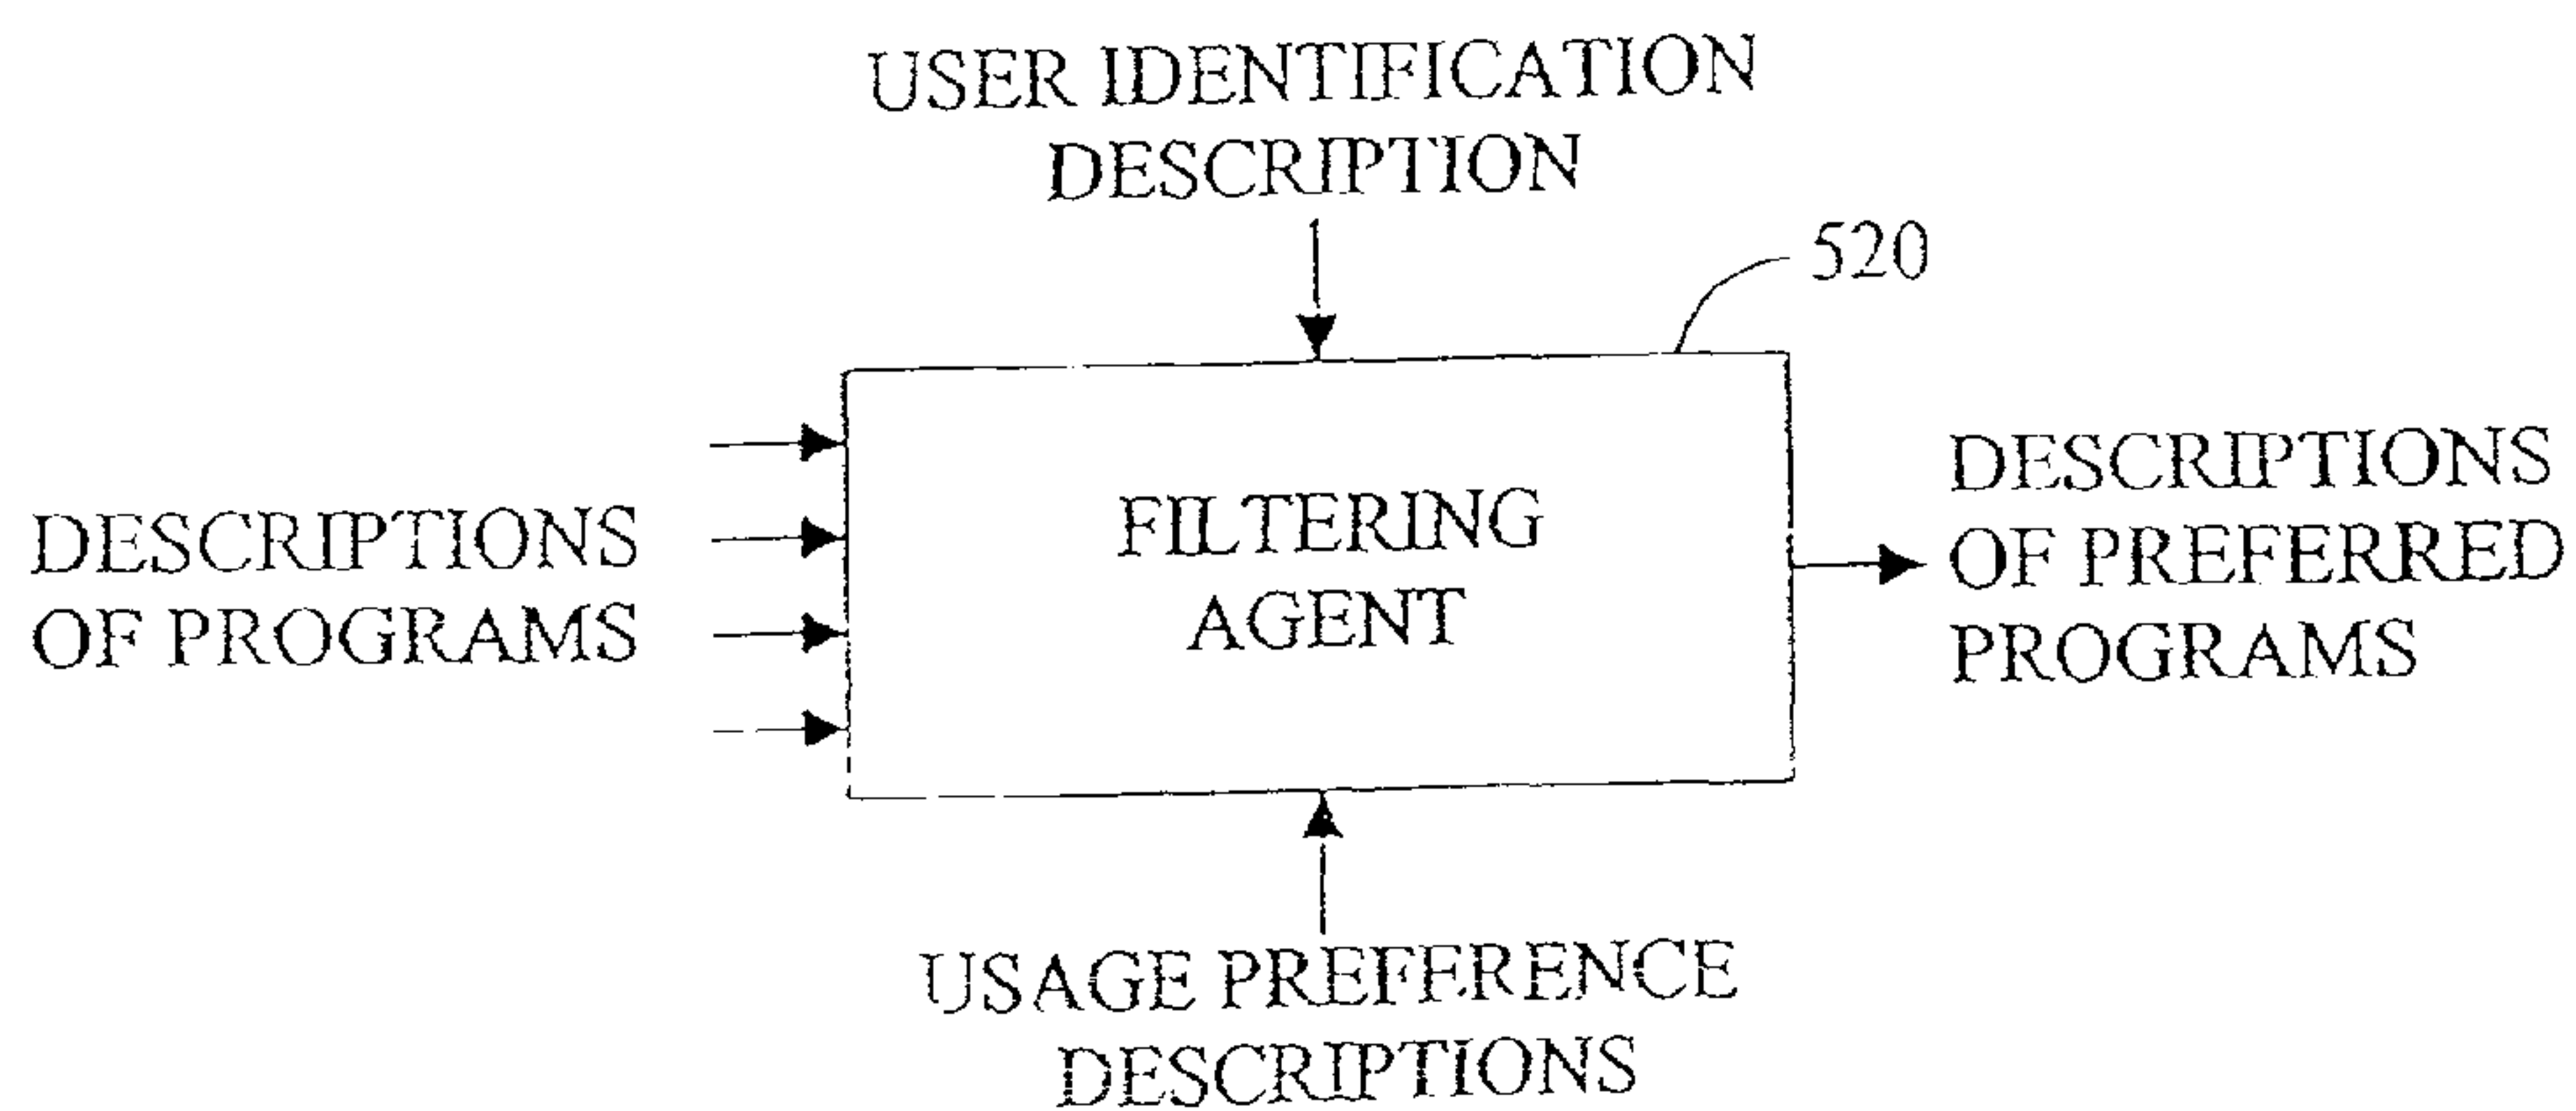 USER IDENTIFICATION
DESCRIPTION
520
DESCRIPTIONS
OF PROGRAMS
FILTERING
AGENT
DESCRIPTIONS
OF PREFERRED
PROGRAMS
USAGE PREFERENCE
DESCRIPTIONS